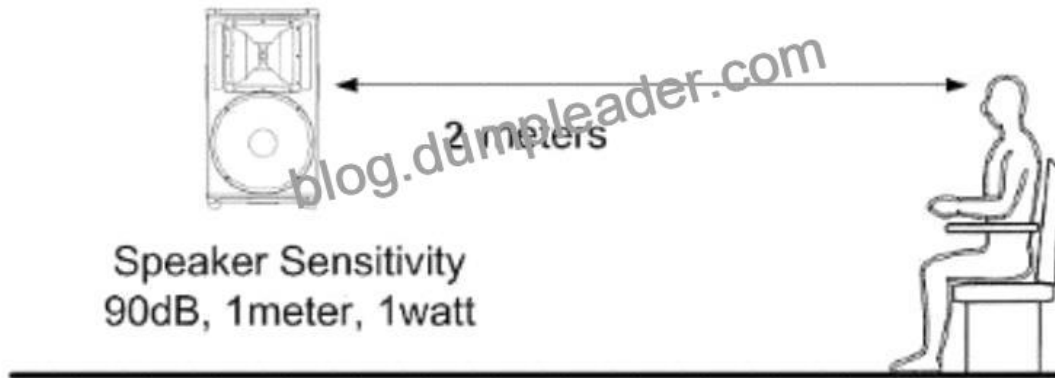 2 meters
blog.dumpleader.com
Speaker Sensitivity
90dB, 1meter, 1watt